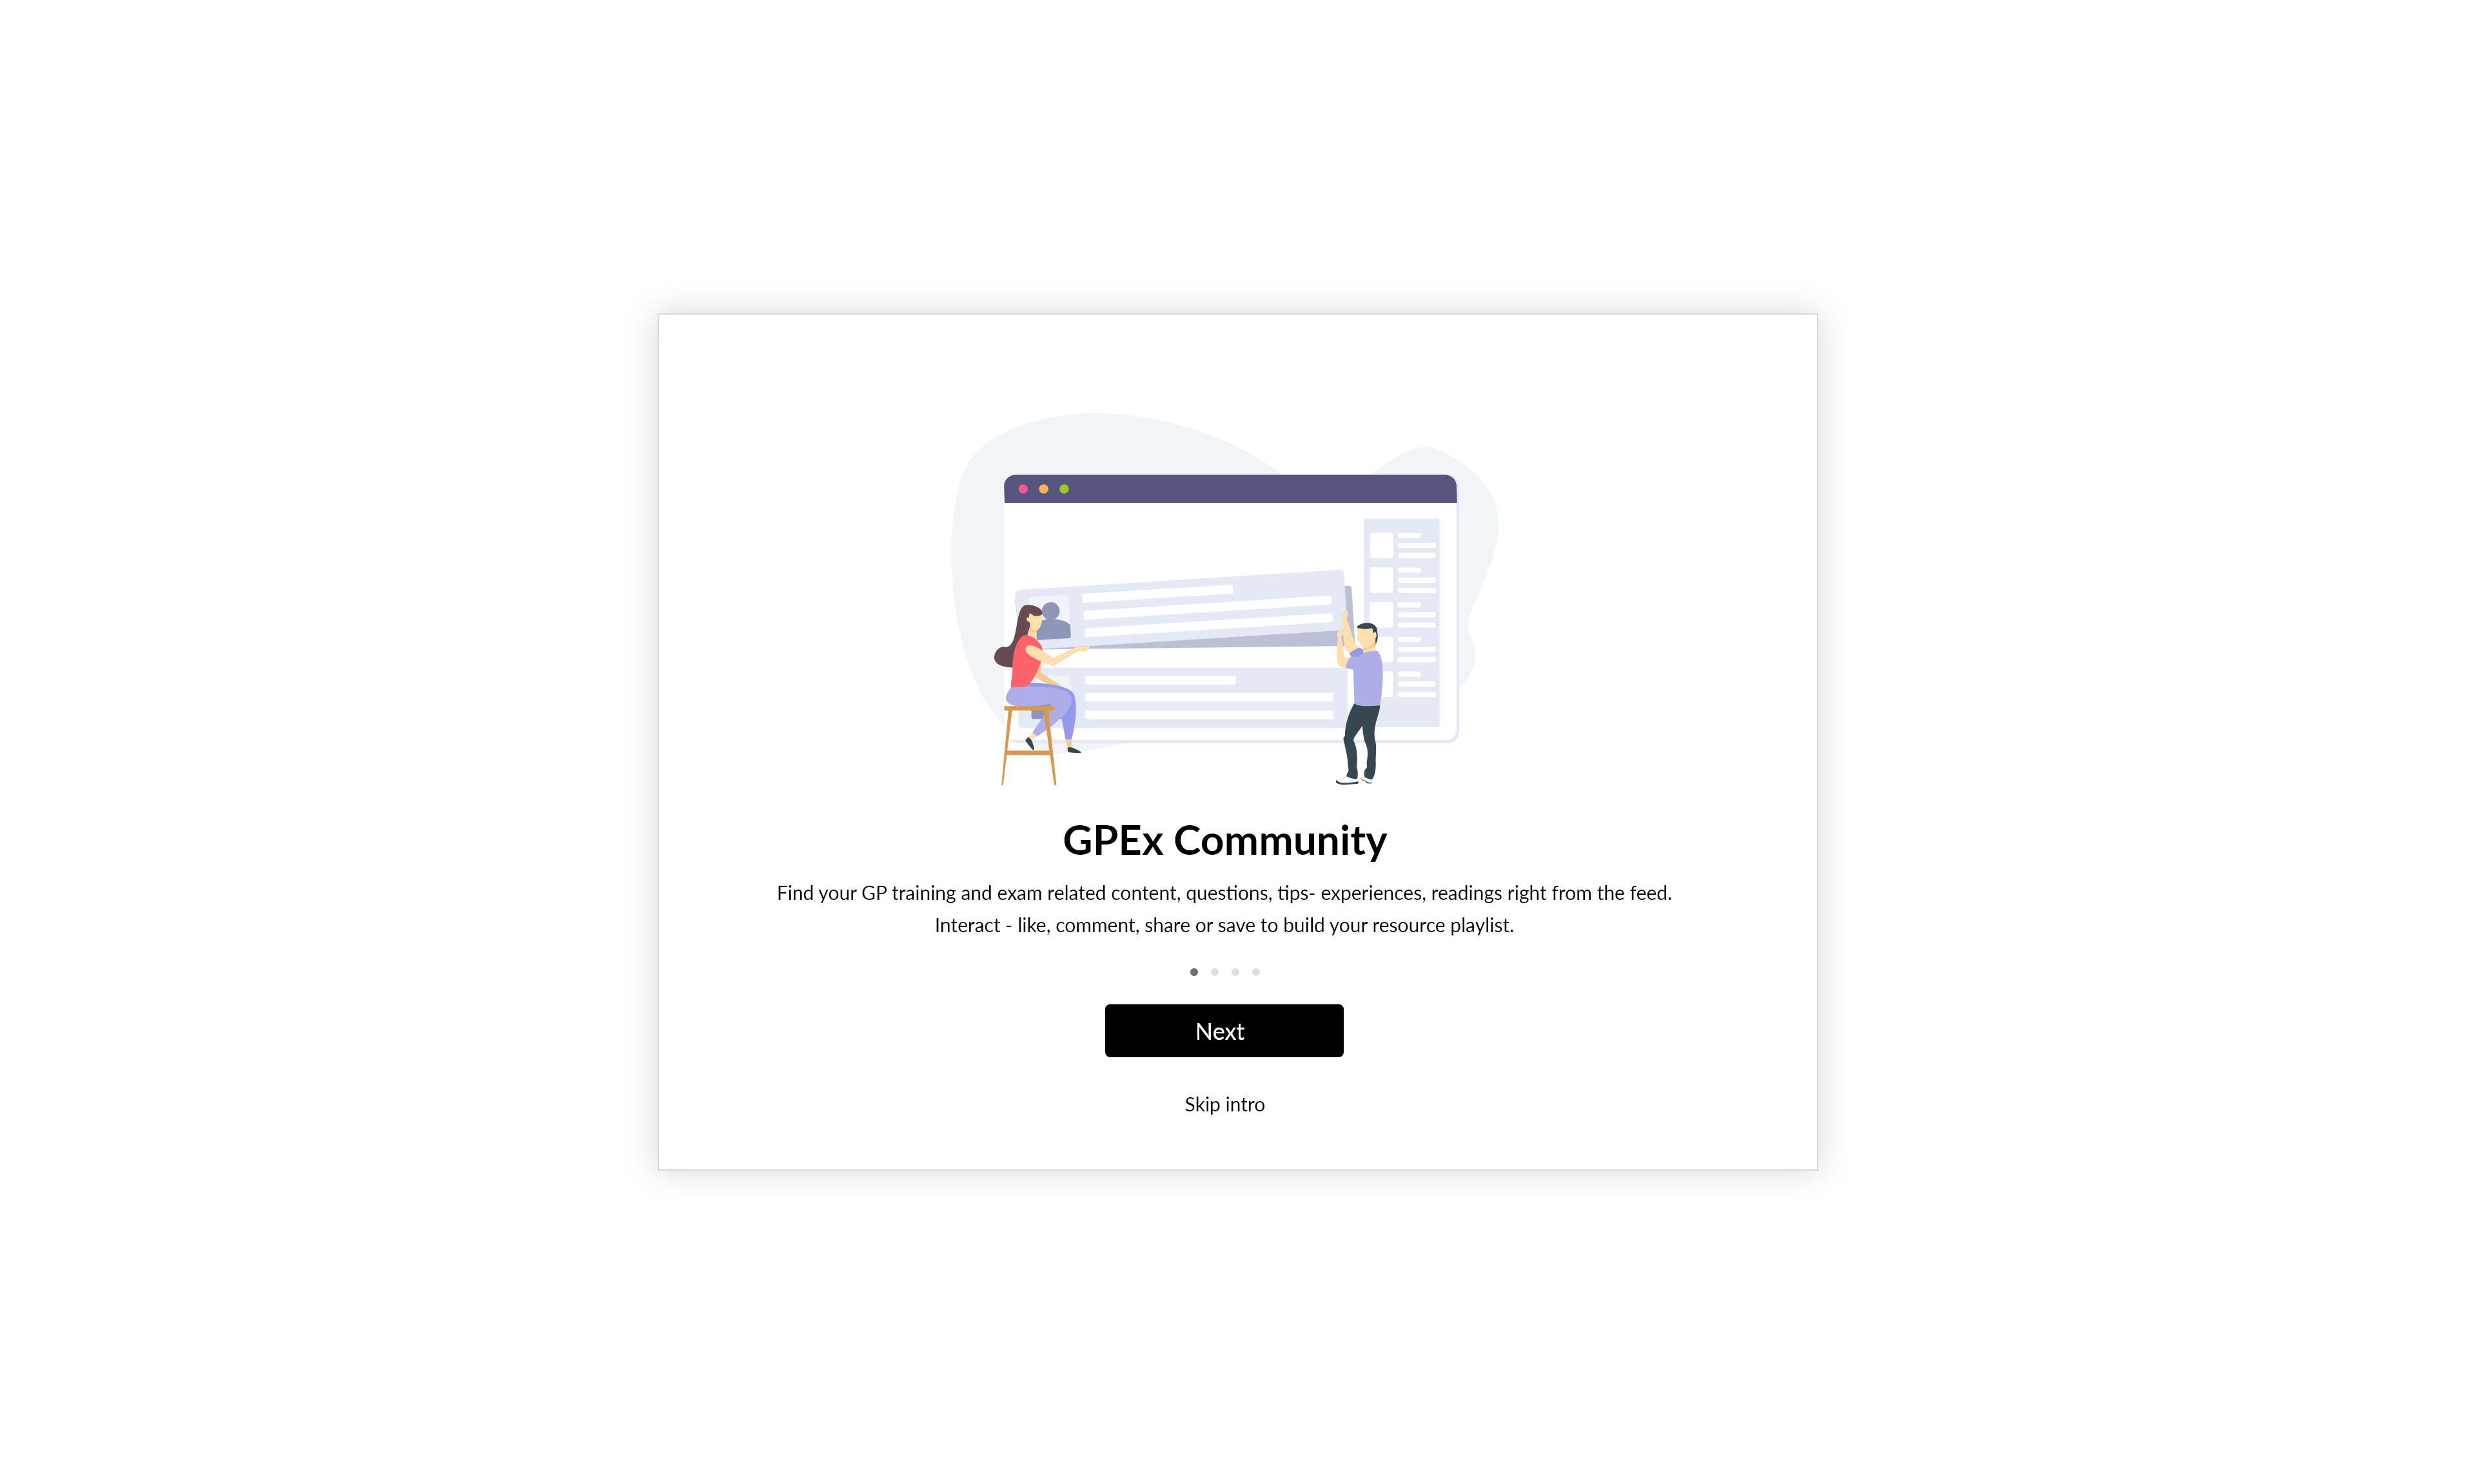 GPEx Community
Find your GP training and exam related content, questions, tips- experiences, readings right from the feed.
Interact - like, comment, share or save to build your resource playlist.
Next
Skip intro